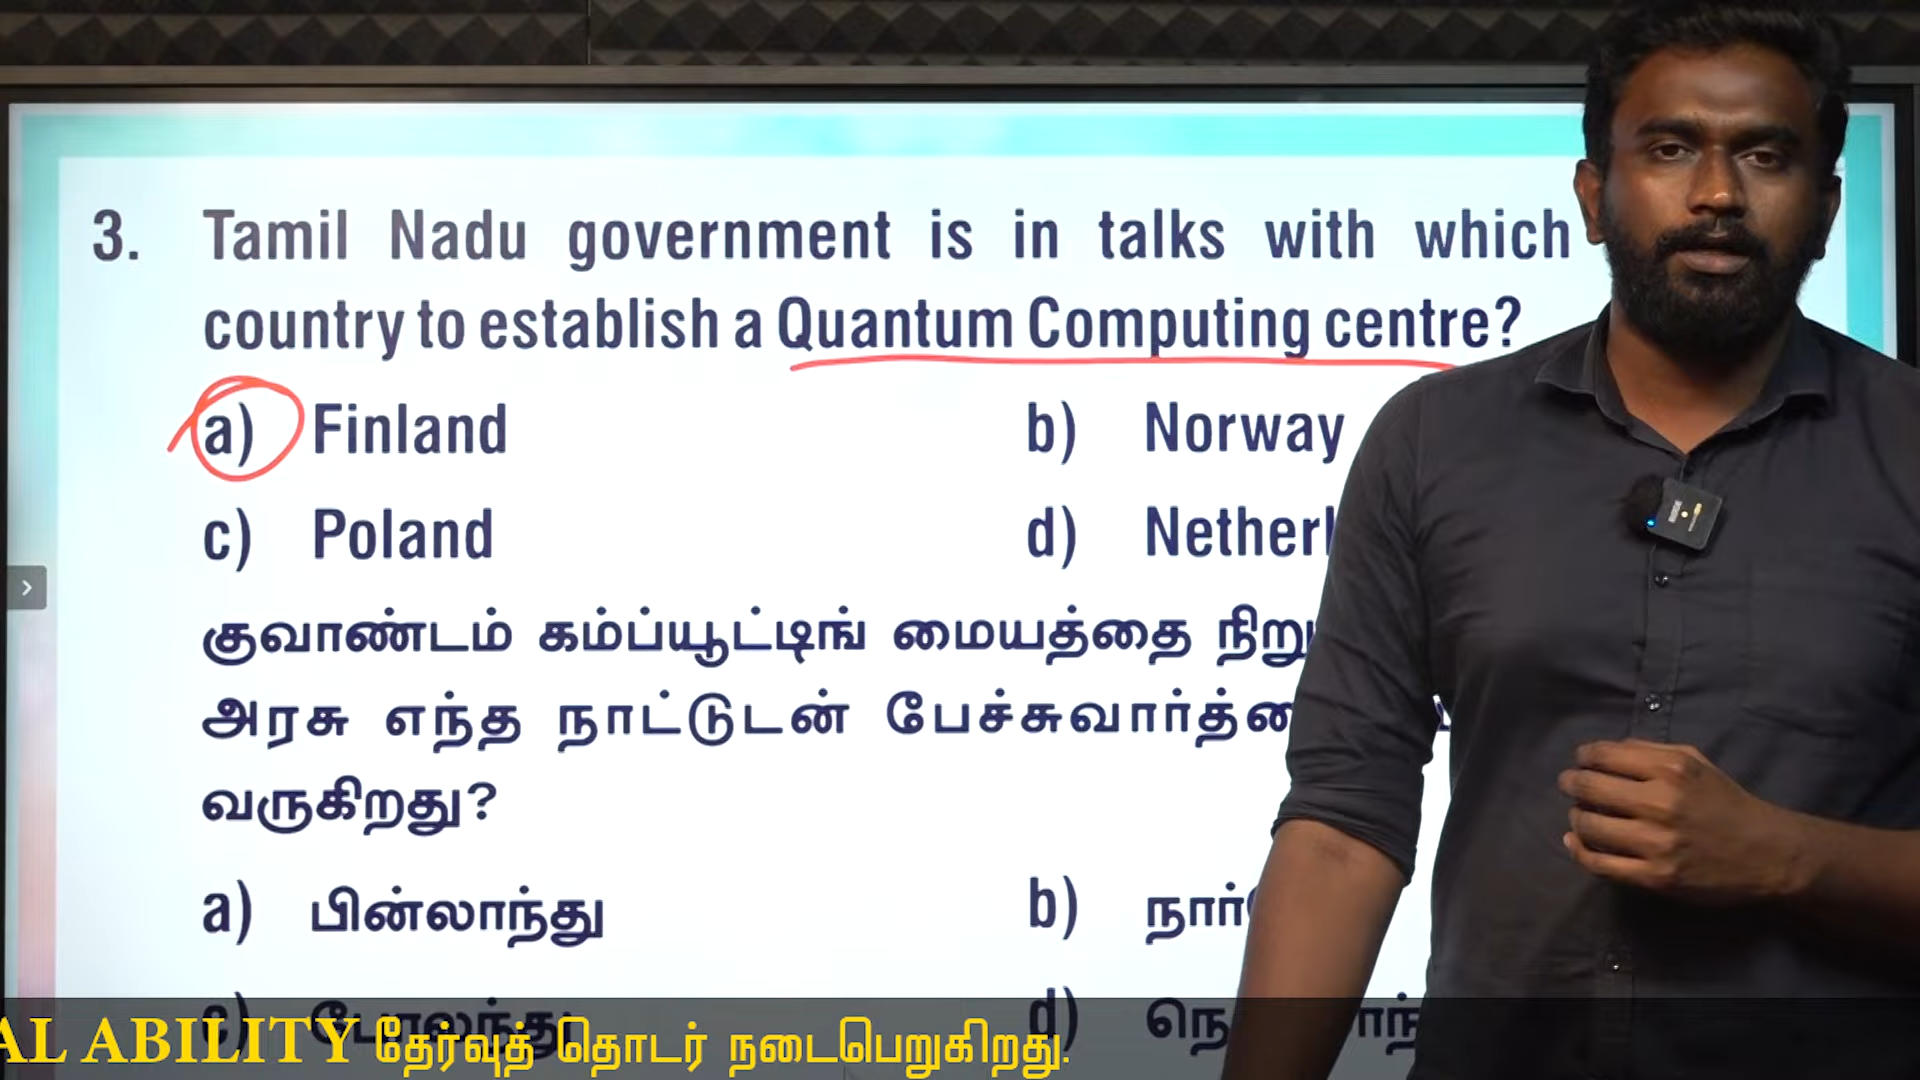 3. Tamil Nadu government is in talks with which
country to establish a Quantum Computing centre?
a) Finland b) Norway
c) Poland d)
குவாண்டம் கம்ப்யூட்டிங் மையத்தை
அரசு எந்த நாட்டுடன்
வருகிறது?
a) பின்லாந்து b)
c) போலந்து d)
ABILITY தேர்வுத் தொடர் நடைபெறுகிறது.